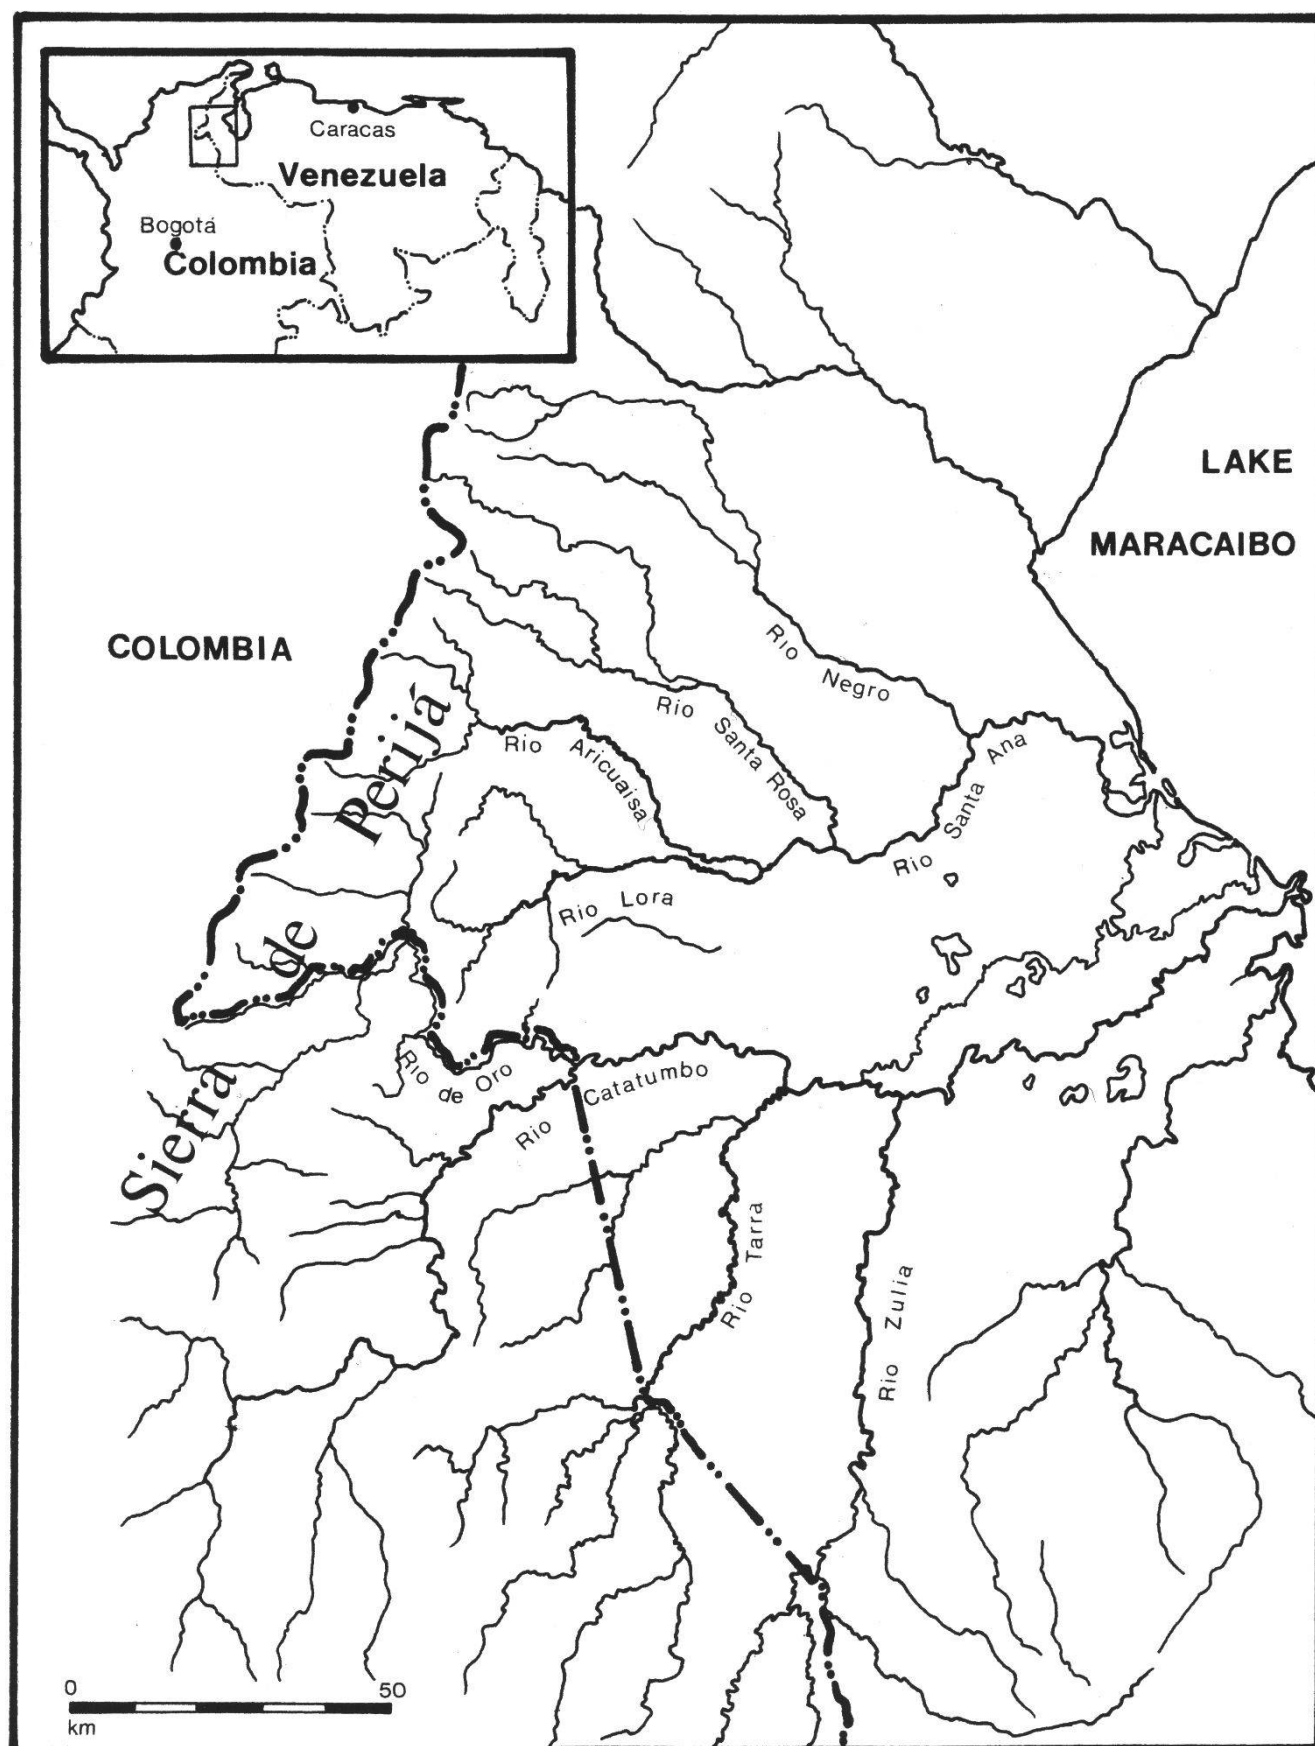 Caracas
Venezuela
Bogotá
Colombia
LAKE
MARACAIBO
COLOMBIA
Rio Negro
Rio Santa Rosa
Rio Aricuaisa
Rio Santa Ana
Rio Lora
Sierra de Perijá
Rio de Oro
Rio Catatumbo
Rio Tarra
Rio Zulia
0 50
km